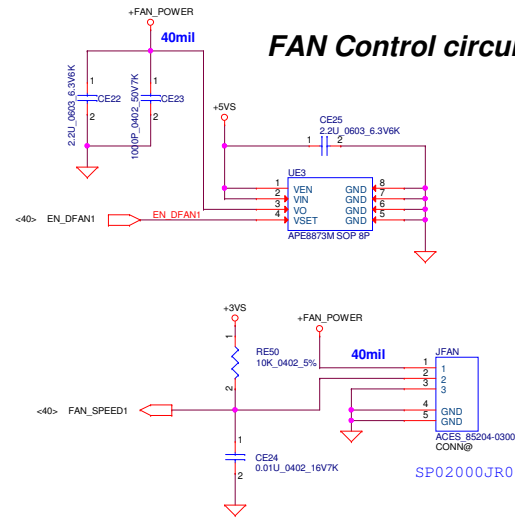 +FAN_POWER
40mil
FAN Control circui
1
CE22
2
2.2U_0603_6.3V6K
1
CE23
2
1000P_0402_50V7K
+5VS
CE25
1 2
2.2U_0603_6.3V6K
UE3
1 VEN GND 8
2 VIN GND 7
3 VO GND 6
4 VSET GND 5
APE8873M SOP 8P
<40> EN_DFAN1 EN_DFAN1
+3VS
+FAN_POWER
1
RE50
10K_0402_5%
2
40mil
JFAN
1 1
2 2
3 3
4 GND
5 GND
ACES_85204-0300
CONN@
<40> FAN_SPEED1
1
CE24
0.01U_0402_16V7K
2
SP02000JR0